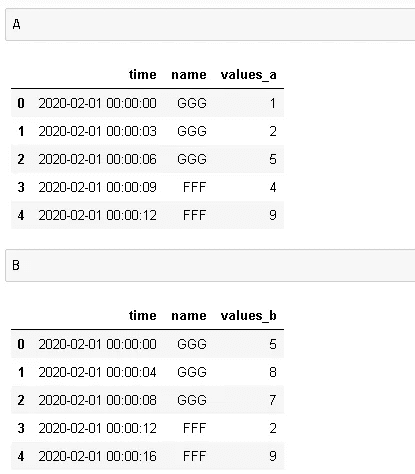 A
time name values_a
0 2020-02-01 00:00:00 GGG 1
1 2020-02-01 00:00:03 GGG 2
2 2020-02-01 00:00:06 GGG 5
3 2020-02-01 00:00:09 FFF 4
4 2020-02-01 00:00:12 FFF 9
B
time name values_b
0 2020-02-01 00:00:00 GGG 5
1 2020-02-01 00:00:04 GGG 8
2 2020-02-01 00:00:08 GGG 7
3 2020-02-01 00:00:12 FFF 2
4 2020-02-01 00:00:16 FFF 9